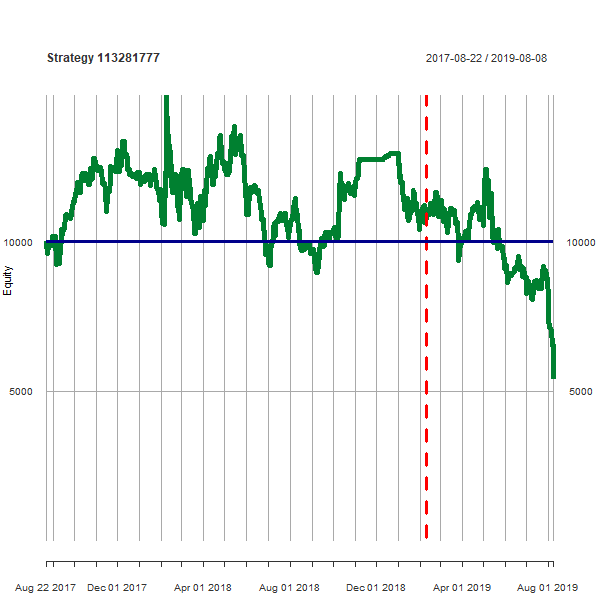 Strategy 113281777
2017-08-22 / 2019-08-08
10000
10000
Equity
5000
5000
Aug 22 2017
Dec 01 2017
Apr 01 2018
Aug 01 2018
Dec 01 2018
Apr 01 2019
Aug 01 2019